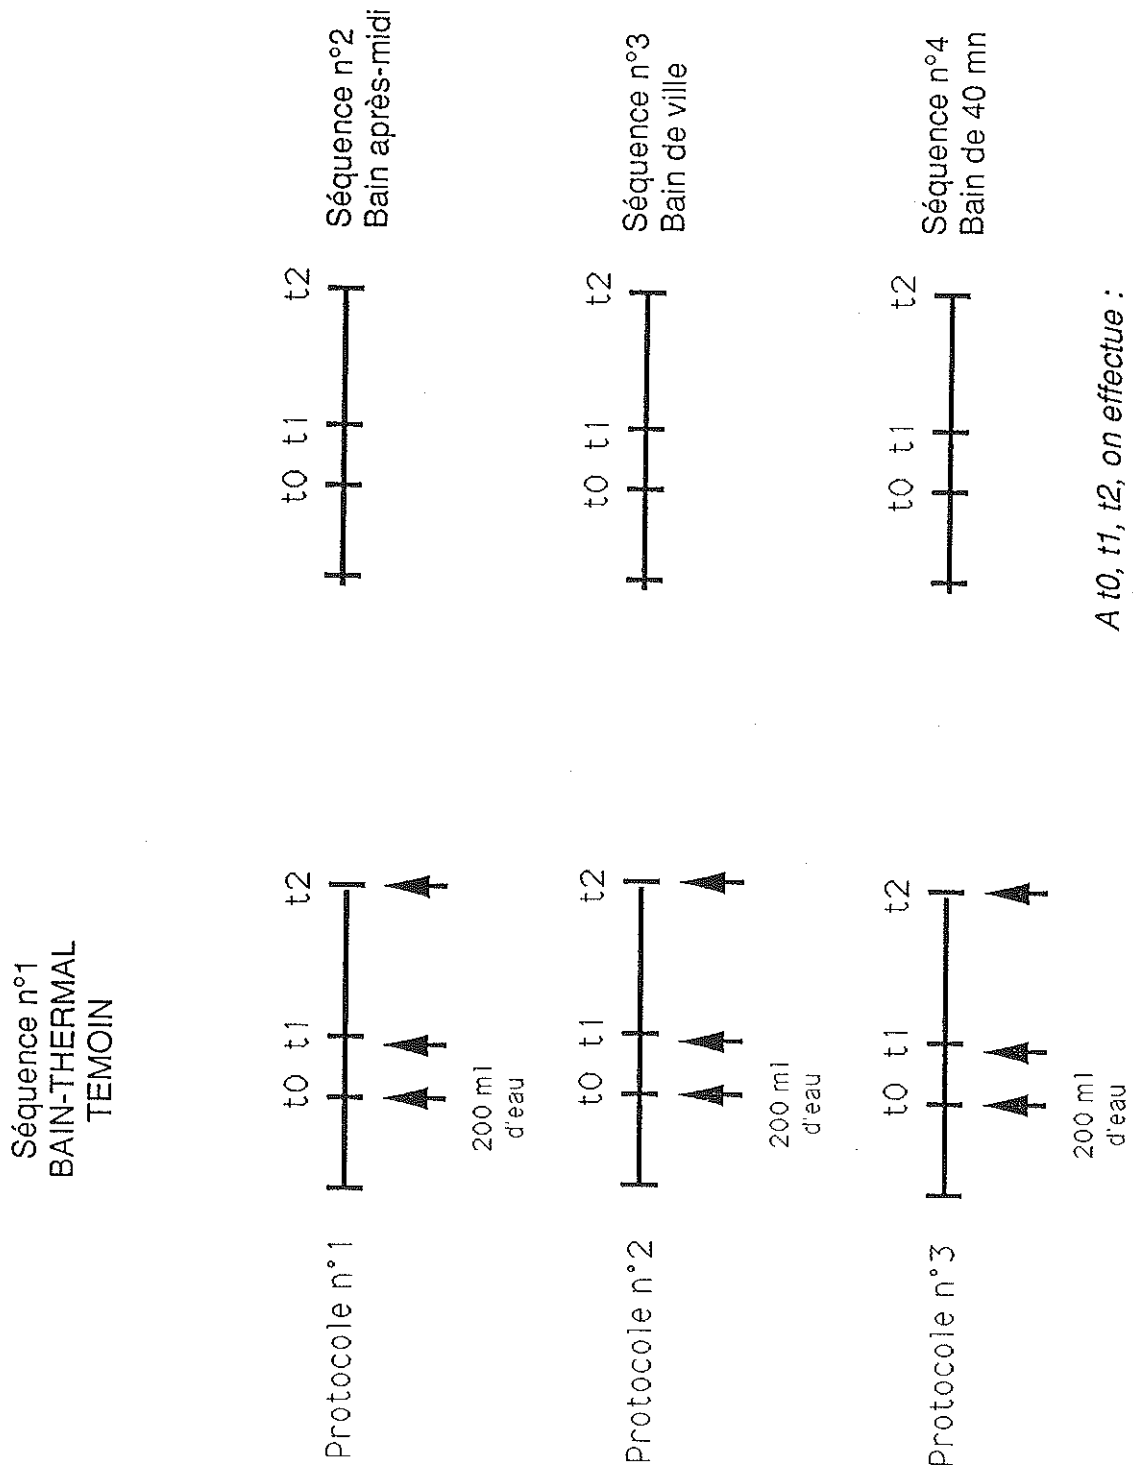 Séquence n°1
BAIN-THERMAL
TEMOIN
Protocole n°1
t0 t1 t2
200 ml
d'eau
t0 t1 t2
Séquence n°2
Bain après-midi
Protocole n°2
t0 t1 t2
200 ml
d'eau
t0 t1 t2
Séquence n°3
Bain de ville
Protocole n°3
t0 t1 t2
200 ml
d'eau
t0 t1 t2
Séquence n°4
Bain de 40 mn
A t0, t1, t2, on effectue :